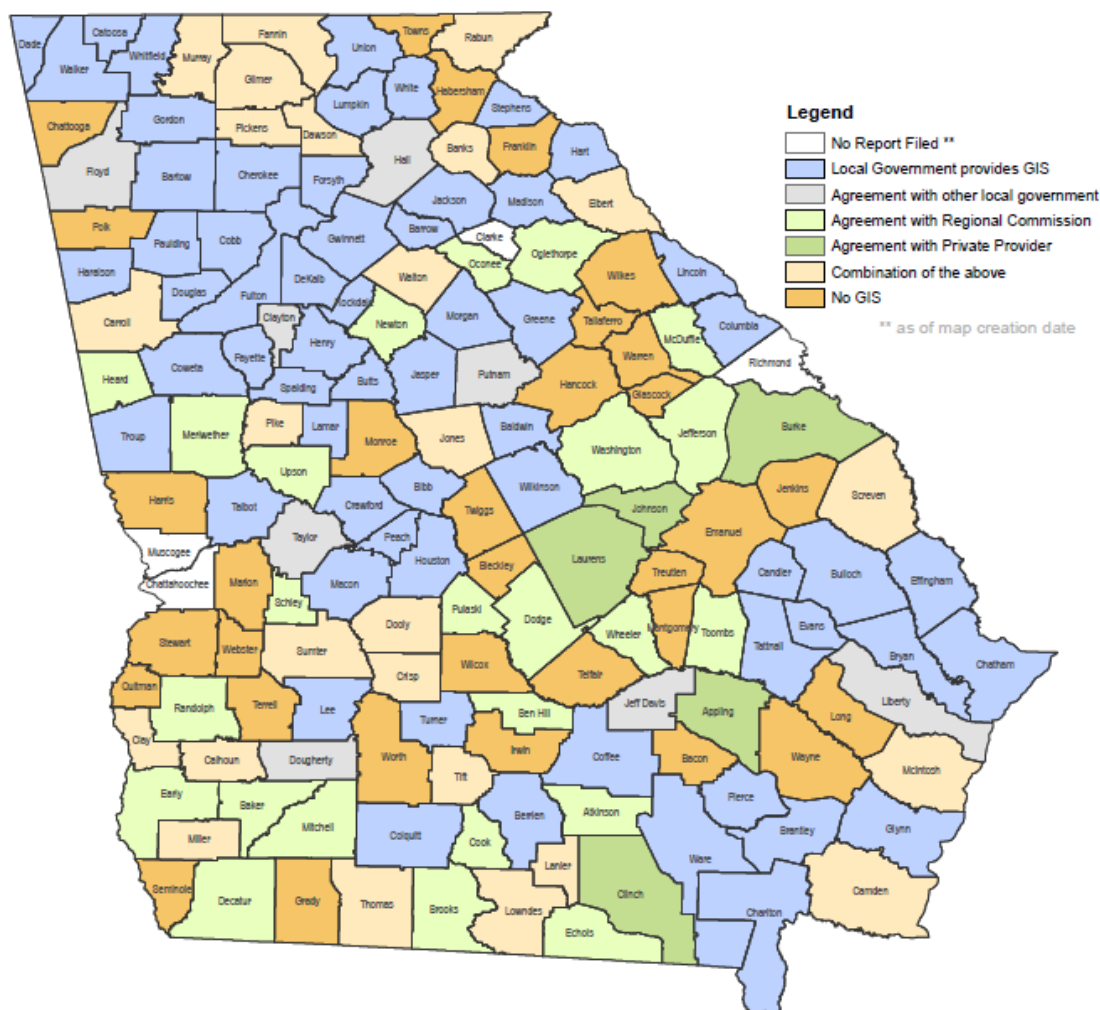 Dade
Catoosa
Walker
Whitfield
Murray
Fannin
Gilmer
Union
Towns
Rabun
White
Habersham
Lumpkin
Stephens
Chattooga
Gordon
Pickens
Dawson
Floyd
Bartow
Cherokee
Forsyth
Hall
Banks
Franklin
Hart
Legend
No Report Filed **
Local Government provides GIS
Agreement with other local government
Agreement with Regional Commission
Agreement with Private Provider
Combination of the above
No GIS
** as of map creation date
Jackson
Madison
Elbert
Polk
Paulding
Cobb
Gwinnett
Barrow
Clarke
Oconee
Oglethorpe
Haralson
Douglas
Fulton
DeKalb
Rockdale
Walton
Wilkes
Lincoln
Carroll
Clayton
Henry
Newton
Morgan
Greene
Taliaferro
McDuffie
Columbia
Richmond
Heard
Coweta
Fayette
Spalding
Butts
Jasper
Putnam
Hancock
Warren
Glascock
Troup
Meriwether
Pike
Lamar
Monroe
Jones
Baldwin
Washington
Jefferson
Burke
Upson
Harris
Talbot
Crawford
Bibb
Twiggs
Wilkinson
Johnson
Emanuel
Jenkins
Screven
Muscogee
Chattahoochee
Marion
Taylor
Peach
Houston
Macon
Schley
Bleckley
Laurens
Treutlen
Candler
Bulloch
Effingham
Stewart
Webster
Sumter
Dooly
Crisp
Pulaski
Dodge
Wilcox
Wheeler
Montgomery
Toombs
Telfair
Tattnall
Evans
Bryan
Chatham
Quitman
Randolph
Terrell
Lee
Turner
Ben Hill
Jeff Davis
Appling
Long
Liberty
Clay
Calhoun
Dougherty
Worth
Tift
Irwin
Coffee
Bacon
Wayne
McIntosh
Early
Baker
Mitchell
Miller
Colquitt
Cook
Berrien
Atkinson
Pierce
Brantley
Glynn
Seminole
Decatur
Grady
Thomas
Brooks
Lowndes
Lanier
Echols
Clinch
Ware
Charlton
Camden